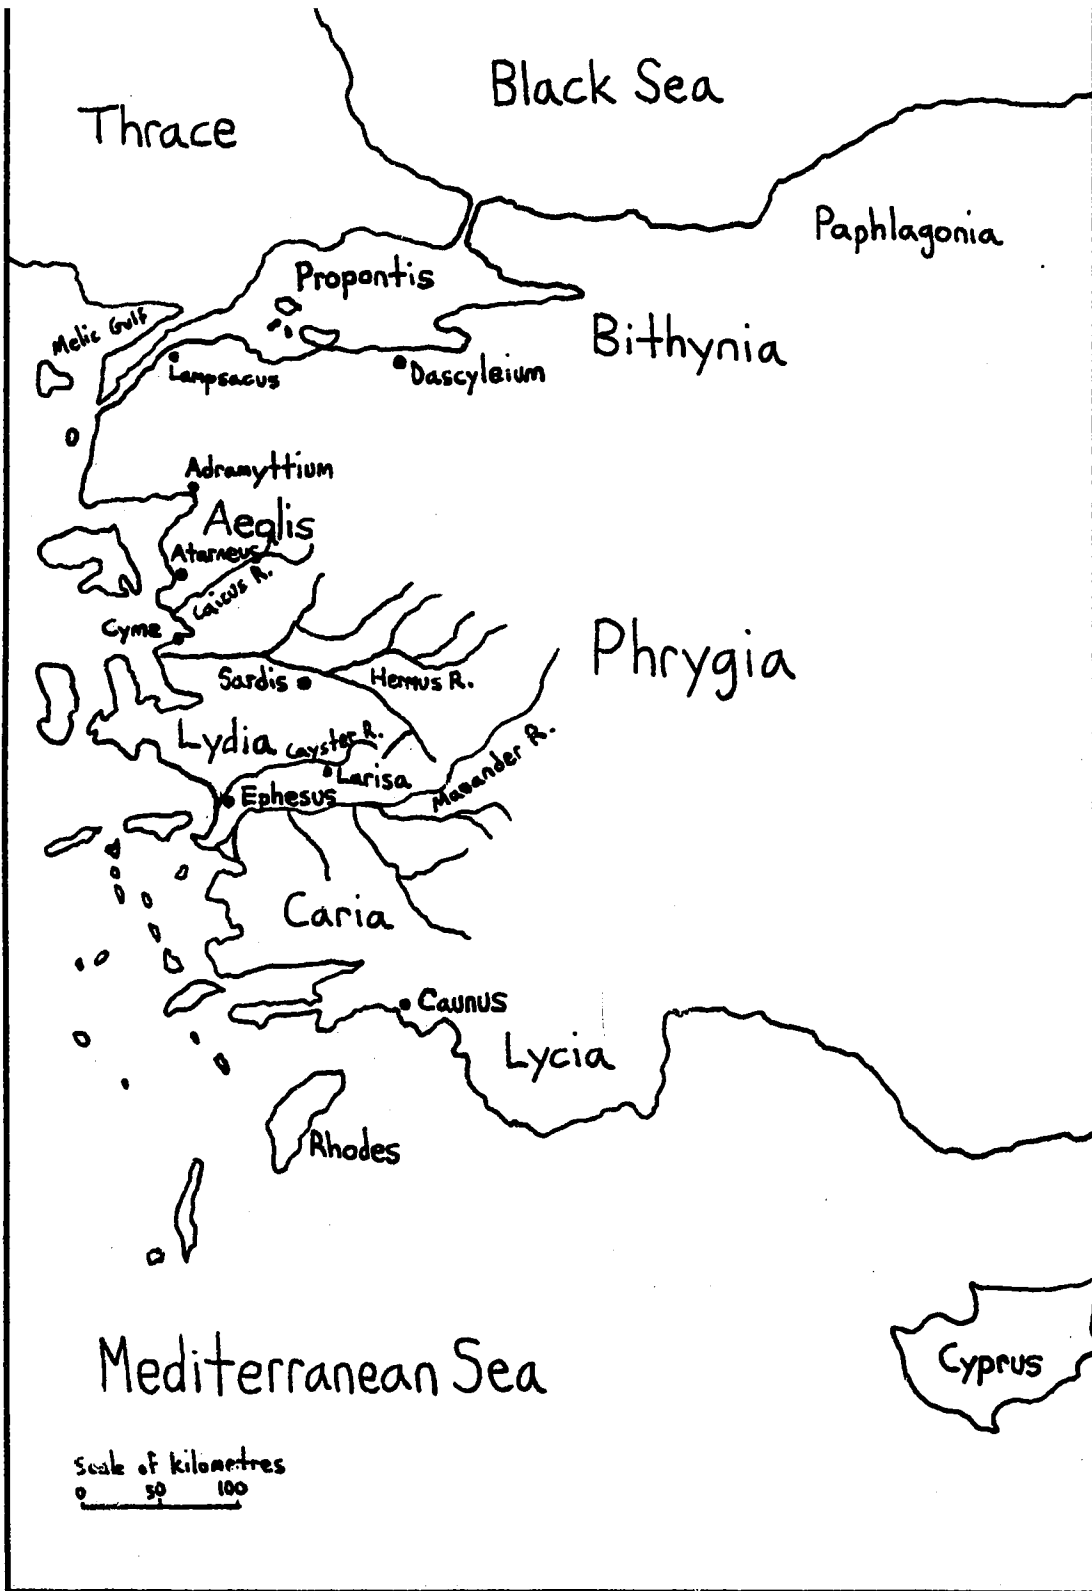 Black Sea
Thrace
Paphlagonia
Propontis
Melic Gulf
Bithynia
Lampsacus
Dascyleium
Adramyttium
Aeolis
Atarneus
Caicus R.
Cyme
Phrygia
Sardis
Hermus R.
Lydia
Cayster R.
Larisa
Maeander R.
Ephesus
Caria
Caunus
Lycia
Rhodes
Mediterranean Sea
Cyprus
Scale of kilometres
0 50 100